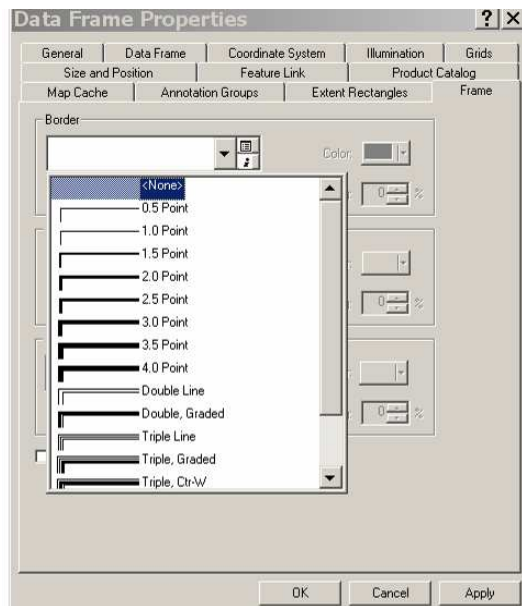 Data Frame Properties
General Data Frame Coordinate System Illumination Grids
Size and Position Feature Link Product Catalog
Map Cache Annotation Groups Extent Rectangles Frame
Border
Color:
<None>
0.5 Point
0 %
1.0 Point
1.5 Point
2.0 Point
2.5 Point
0 %
3.0 Point
3.5 Point
4.0 Point
Double Line
Double, Graded
0 %
Triple Line
Triple, Graded
Triple, Ctr-W
OK Cancel Apply